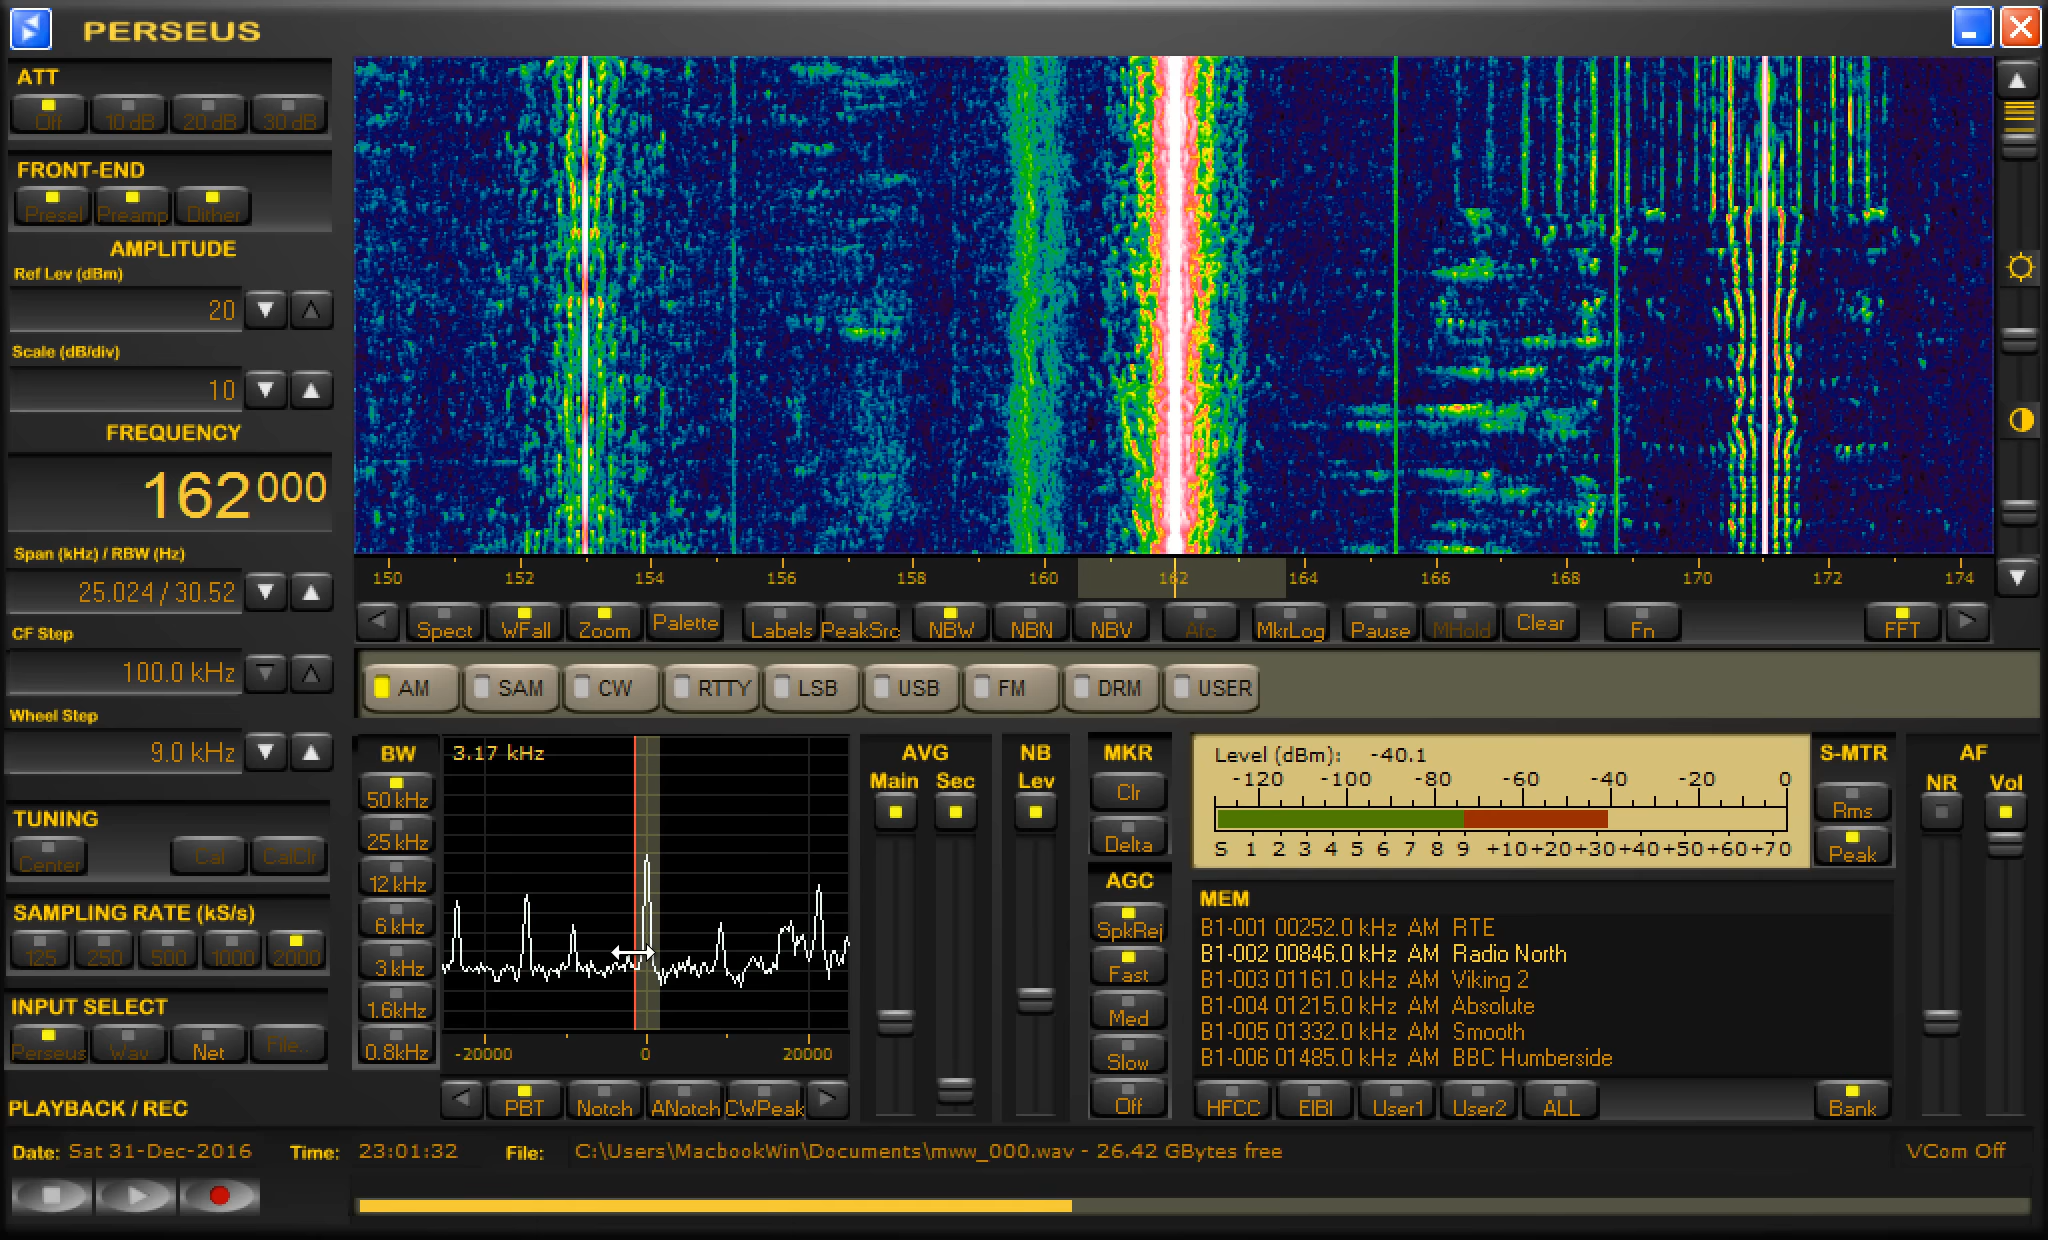 PERSEUS
ATT
Off 10 dB 20 dB 30 dB
FRONT-END
Presel Preamp Dither
AMPLITUDE
Ref Lev (dBm)
20
Scale (dB/div)
10
FREQUENCY
162000
Span (kHz) / RBW (Hz)
25.024 / 30.52
CF Step
100.0 kHz
Wheel Step
9.0 kHz
TUNING
Center Cal CalClr
SAMPLING RATE (kS/s)
125 250 500 1000 2000
INPUT SELECT
Perseus Wav Net File..
PLAYBACK / REC
150 152 154 156 158 160 162 164 166 168 170 172 174
Spect WFall Zoom Palette Labels PeakSrc NBW NBN NBV Afc MkrLog Pause MHold Clear Fn FFT
AM SAM CW RTTY LSB USB FM DRM USER
BW
50 kHz
25 kHz
12 kHz
6 kHz
3 kHz
1.6kHz
0.8kHz
3.17 kHz
-20000 0 20000
PBT Notch ANotch CWPeak
AVG
Main Sec
NB
Lev
MKR
Clr
Delta
AGC
SpkRej
Fast
Med
Slow
Off
Level (dBm): -40.1
-120 -100 -80 -60 -40 -20 0
S 1 2 3 4 5 6 7 8 9 +10+20+30+40+50+60+70
S-MTR
Rms
Peak
AF
NR Vol
MEM
B1-001 00252.0 kHz AM RTE
B1-002 00846.0 kHz AM Radio North
B1-003 01161.0 kHz AM Viking 2
B1-004 01215.0 kHz AM Absolute
B1-005 01332.0 kHz AM Smooth
B1-006 01485.0 kHz AM BBC Humberside
HFCC EIBI User1 User2 ALL Bank
Date: Sat 31-Dec-2016 Time: 23:01:32 File: C:\Users\MacbookWin\Documents\mww_000.wav - 26.42 GBytes free VCom Off